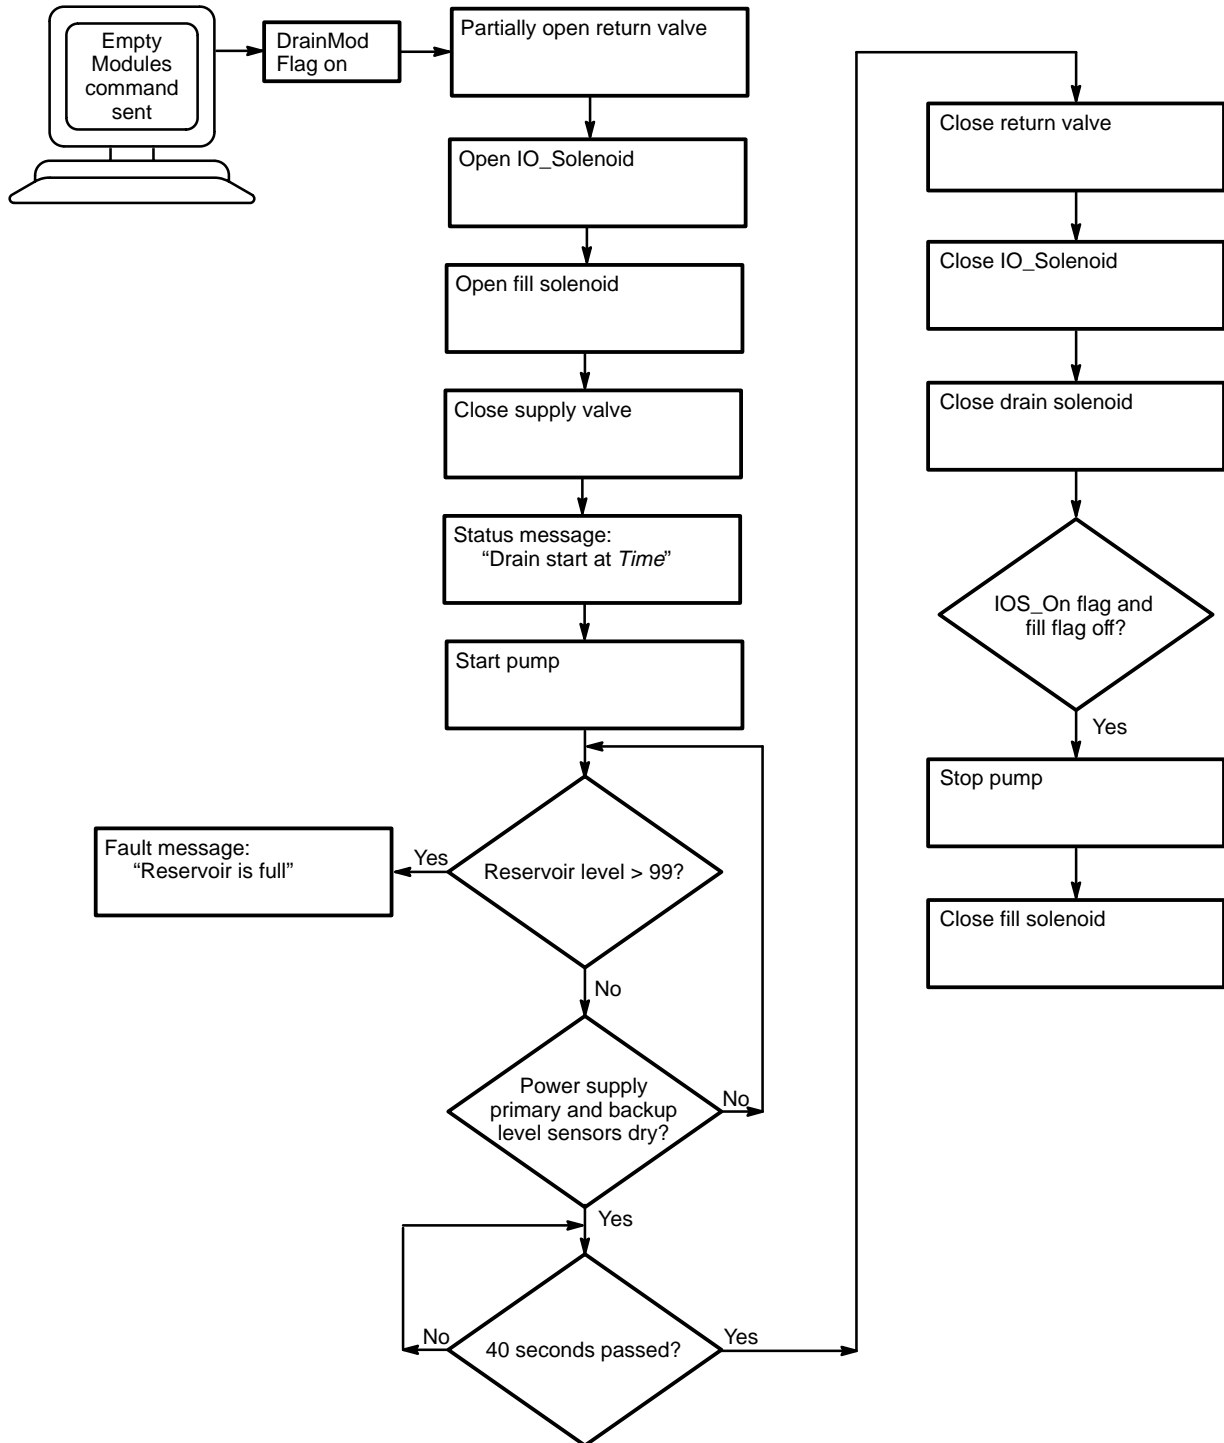 Empty
Modules
command
sent
DrainMod
Flag on
Partially open return valve
Open IO_Solenoid
Open fill solenoid
Close supply valve
Status message:
“Drain start at Time”
Start pump
Reservoir level > 99?
Yes
Fault message:
“Reservoir is full”
No
Power supply
primary and backup
level sensors dry?
No
Yes
40 seconds passed?
No
Yes
Close return valve
Close IO_Solenoid
Close drain solenoid
IOS_On flag and
fill flag off?
Yes
Stop pump
Close fill solenoid